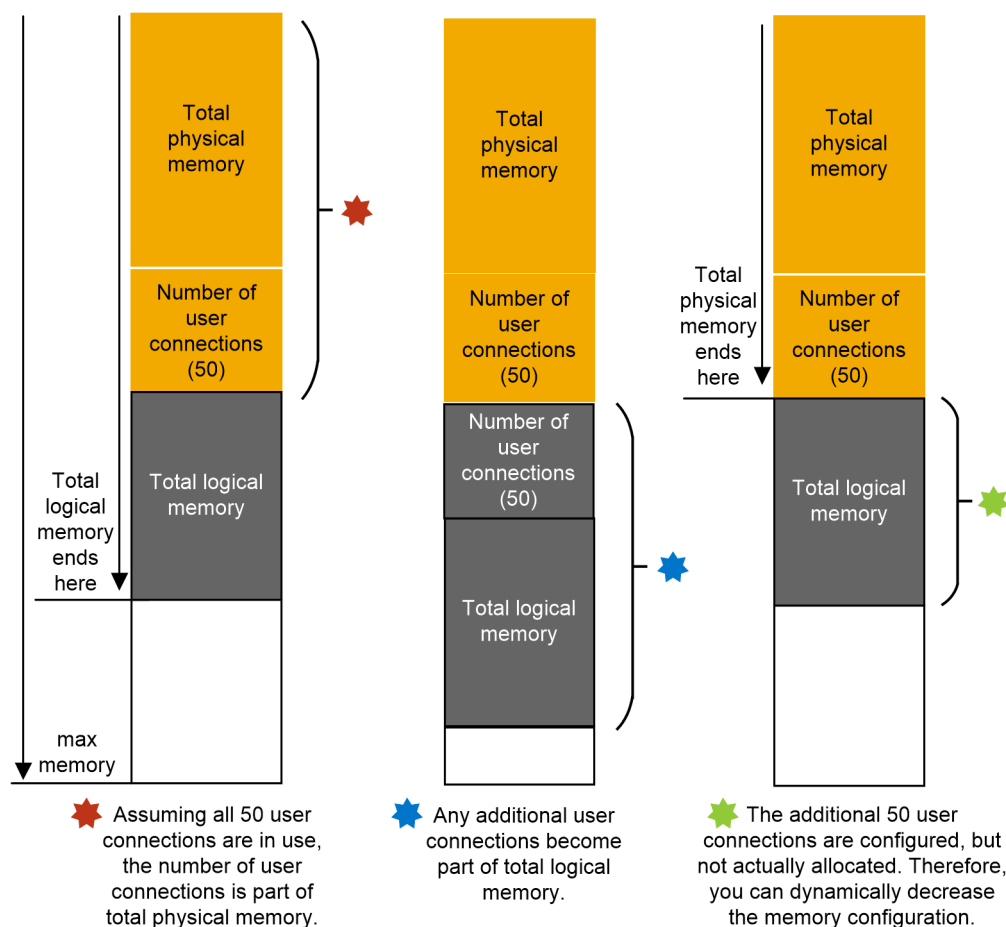 Total
physical
memory
Number of
user
connections
(50)
Total logical
memory
Total
logical
memory
ends
here
max
memory
Total
physical
memory
Number of
user
connections
(50)
Number of
user
connections
(50)
Total logical
memory
Total
physical
memory
ends
here
Total
physical
memory
Number of
user
connections
(50)
Total logical
memory
Assuming all 50 user
connections are in use,
the number of user
connections is part of
total physical memory.
Any additional user
connections become
part of total logical
memory.
The additional 50 user
connections are configured, but
not actually allocated. Therefore,
you can dynamically decrease
the memory configuration.